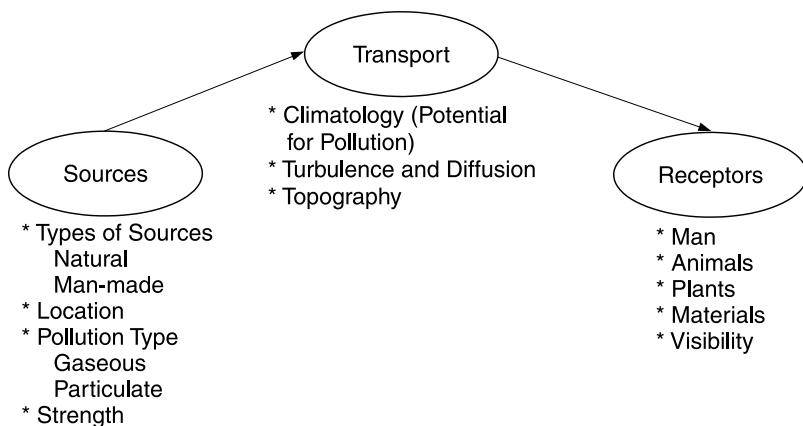 Transport
* Climatology (Potential
for Pollution)
* Turbulence and Diffusion
* Topography
Sources
* Types of Sources
Natural
Man-made
* Location
* Pollution Type
Gaseous
Particulate
* Strength
Receptors
* Man
* Animals
* Plants
* Materials
* Visibility